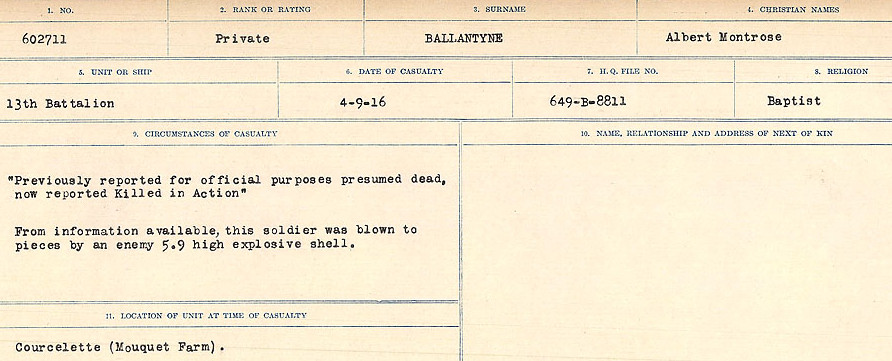 1. NO.
2. RANK OR RATING
3. SURNAME
4. CHRISTIAN NAMES
602711
Private
BALLANTYNE
Albert Montrose
5. UNIT OR SHIP
6. DATE OF CASUALTY
7. H.Q. FILE NO.
8. RELIGION
13th Battalion
4-9-16
649-B-8811
Baptist
9. CIRCUMSTANCES OF CASUALTY
10. NAME, RELATIONSHIP AND ADDRESS OF NEXT OF KIN
"Previously reported for official purposes presumed dead,
now reported Killed in Action"
From information available, this soldier was blown to
pieces by an enemy 5.9 high explosive shell.
11. LOCATION OF UNIT AT TIME OF CASUALTY
Courcelette (Mouquet Farm).